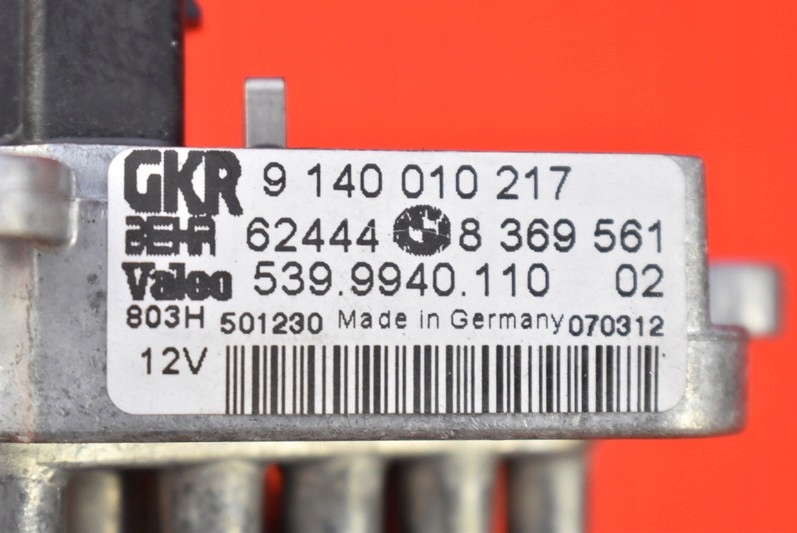 GKR 9 140 010 217
BEHR 62444 8 369 561
Valeo 539.9940.110 02
803H 501230 Made in Germany 070312
12V